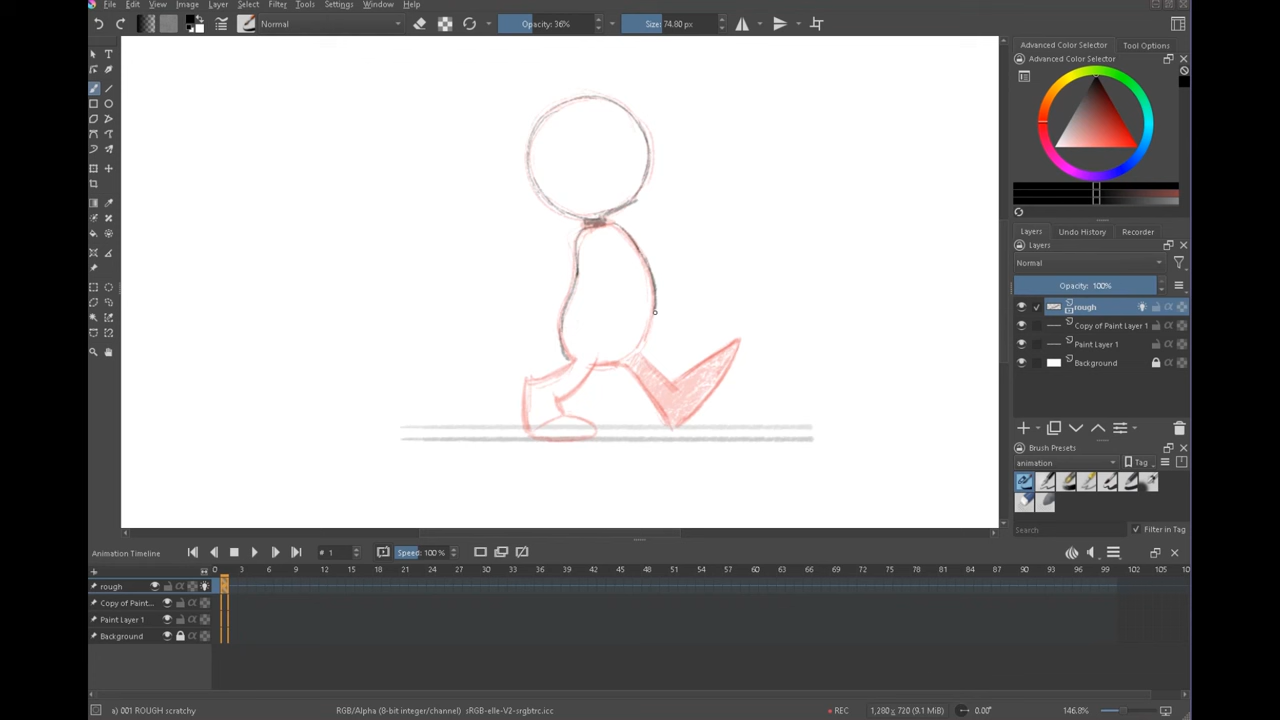 File Edit View Image Layer Select Filter Tools Settings Window Help
Normal Opacity: 36% Size: 74.80 px
Advanced Color Selector Tool Options
Advanced Color Selector
Layers Undo History Recorder
Layers
Normal
Opacity: 100%
rough
Copy of Paint Layer 1
Paint Layer 1
Background
Brush Presets
animation Tag
Search Filter in Tag
Animation Timeline # 1 Speed: 100 %
0 3 6 9 12 15 18 21 24 27 30 33 36 39 42 45 48 51 54 57 60 63 66 69 72 75 78 81 84 87 90 93 96 99 102 105 10
rough
Copy of Paint...
Paint Layer 1
Background
a) 001 ROUGH scratchy RGB/Alpha (8-bit integer/channel) sRGB-elle-V2-srgbtrc.icc REC 1,280 x 720 (9.1 MiB) 0.00° 146.8%